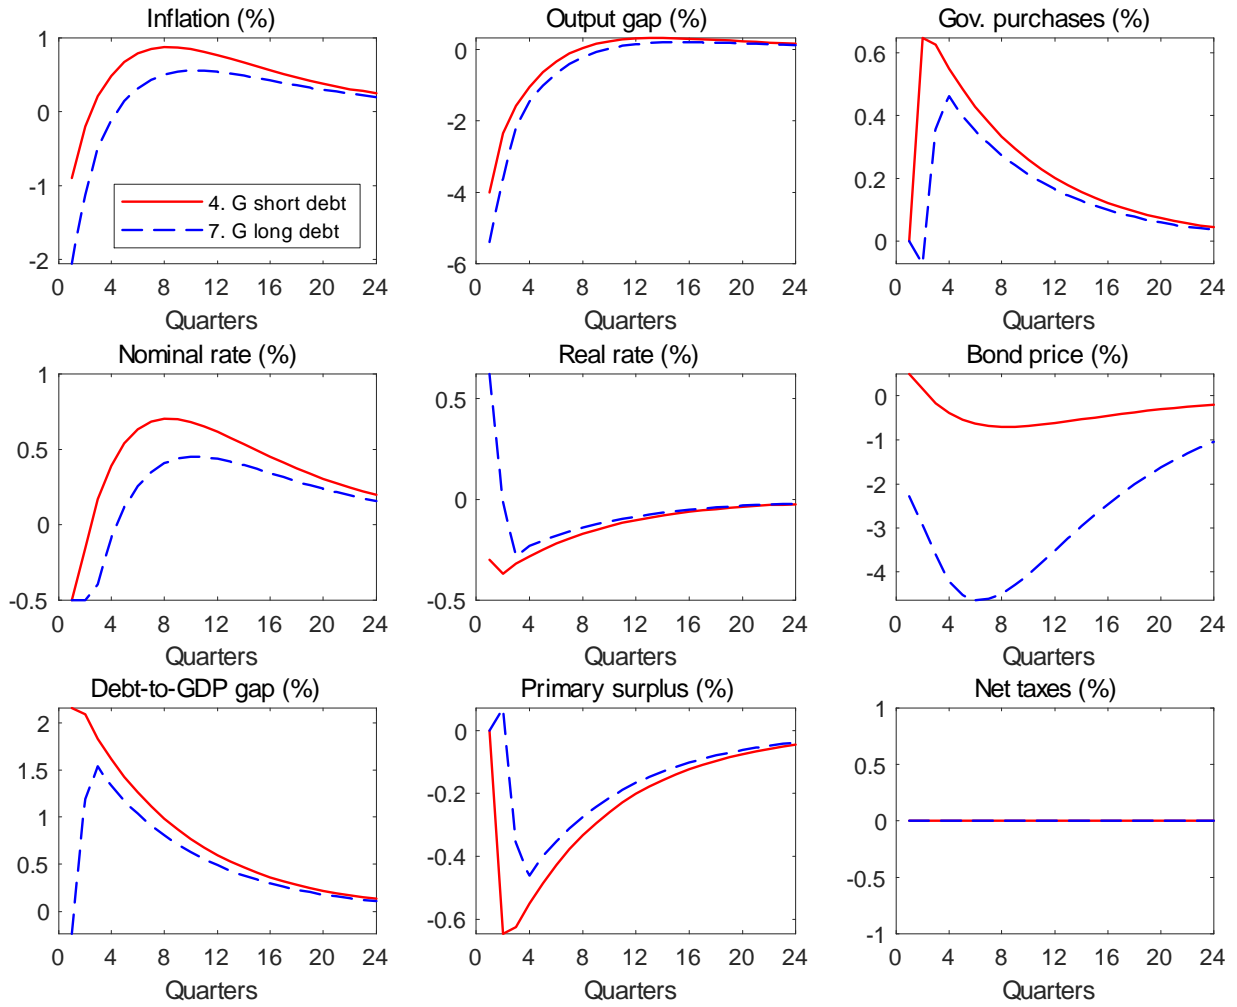 Inflation (%)
Output gap (%)
Gov. purchases (%)
1
0
-1
-2
4. G short debt
7. G long debt
0 4 8 12 16 20 24
Quarters
0
-2
-4
-6
0 4 8 12 16 20 24
Quarters
0.6
0.4
0.2
0
0 4 8 12 16 20 24
Quarters
Nominal rate (%)
Real rate (%)
Bond price (%)
1
0.5
0
-0.5
0 4 8 12 16 20 24
Quarters
0.5
0
-0.5
0 4 8 12 16 20 24
Quarters
0
-1
-2
-3
-4
0 4 8 12 16 20 24
Quarters
Debt-to-GDP gap (%)
Primary surplus (%)
Net taxes (%)
2
1.5
1
0.5
0
0 4 8 12 16 20 24
Quarters
0
-0.2
-0.4
-0.6
0 4 8 12 16 20 24
Quarters
1
0.5
0
-0.5
-1
0 4 8 12 16 20 24
Quarters